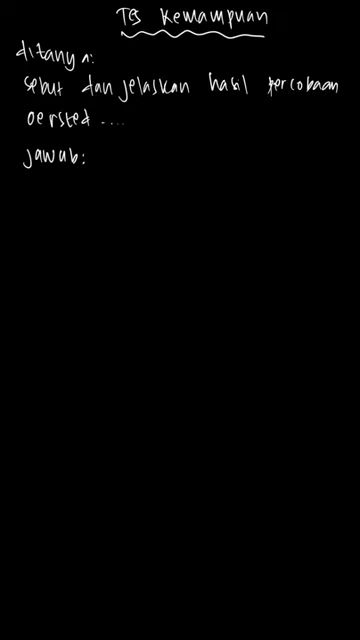 Tes Kemampuan
ditanya:
sebut dan jelaskan hasil percobaan
oersted ....
jawab: